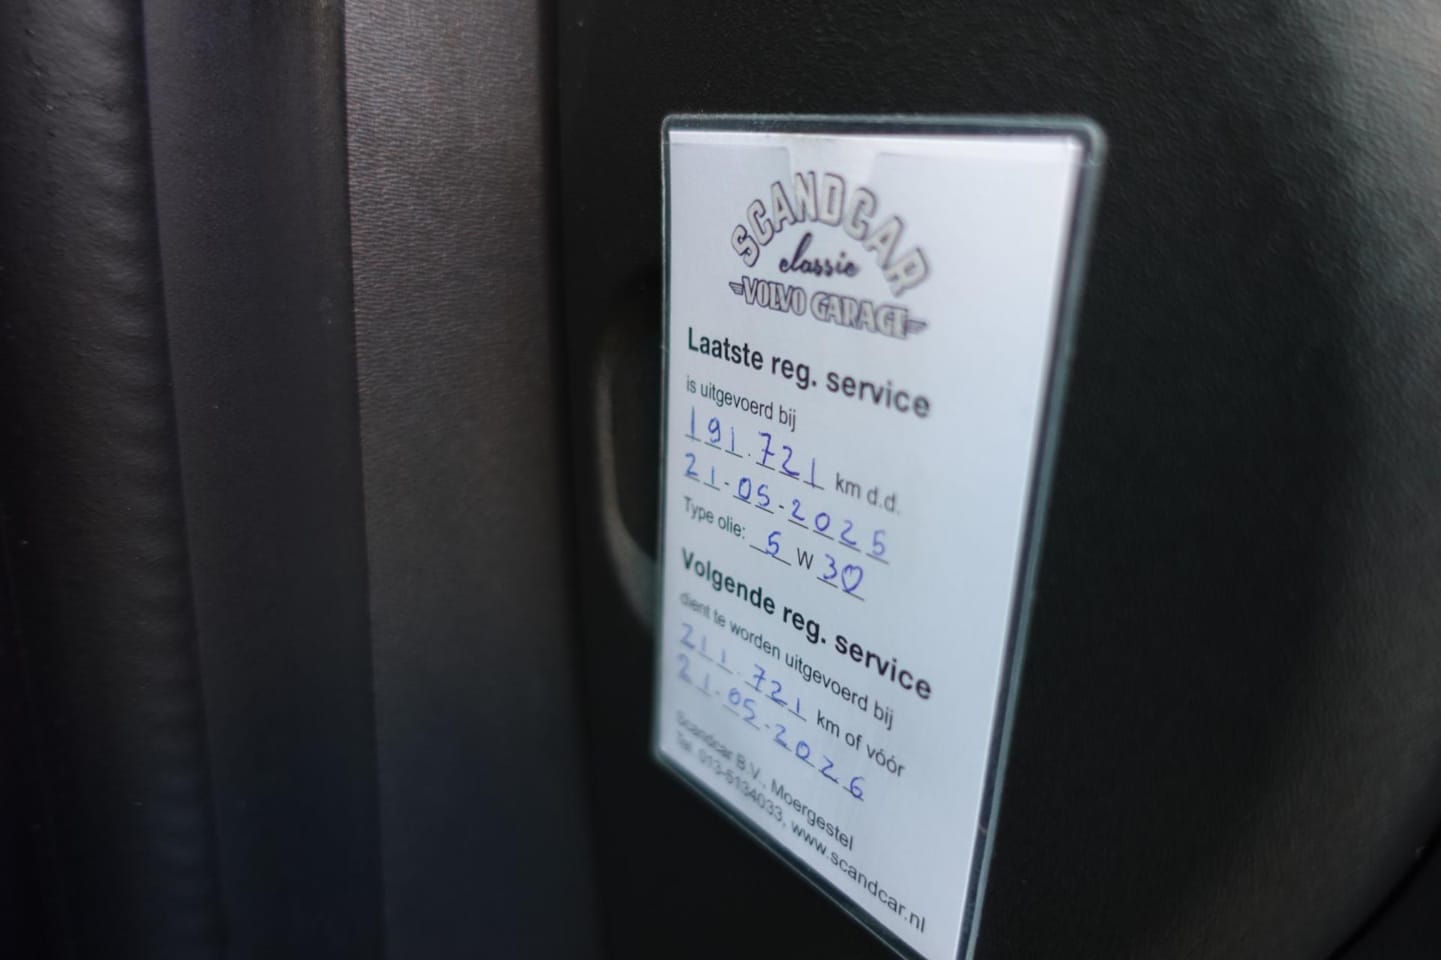 SCANDCAR
classic
VOLVO GARAGE
Laatste reg. service
is uitgevoerd bij
191.721 km d.d.
21-05-2025
Type olie: 5 W 30
Volgende reg. service
dient te worden uitgevoerd bij
211.721 km of vóór
21-05-2026
Scandcar B.V., Moergestel
Tel. 013-5134033, www.scandcar.nl